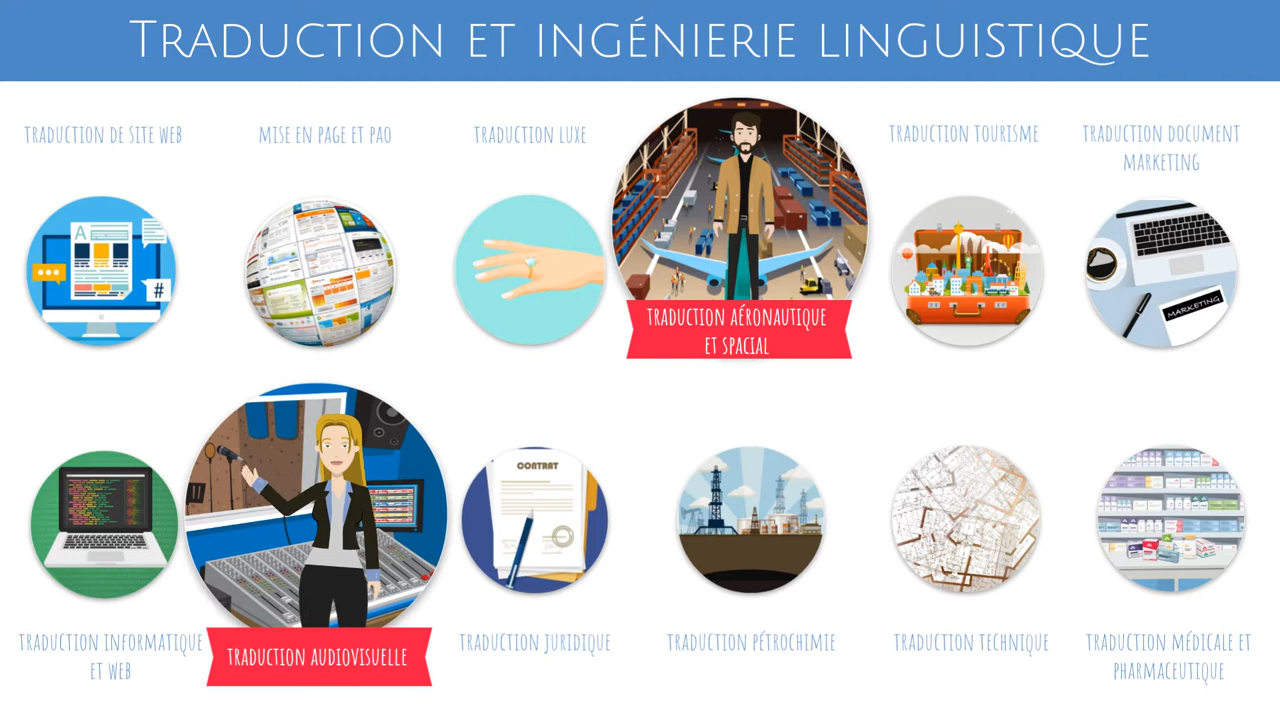 TRADUCTION ET INGÉNIERIE LINGUISTIQUE
TRADUCTION DE SITE WEB
MISE EN PAGE ET PAO
TRADUCTION LUXE
TRADUCTION TOURISME
TRADUCTION DOCUMENT
MARKETING
A
#
MARKETING
TRADUCTION AÉRONAUTIQUE
ET SPACIAL
CONTRAT
TRADUCTION INFORMATIQUE
ET WEB
TRADUCTION AUDIOVISUELLE
TRADUCTION JURIDIQUE
TRADUCTION PÉTROCHIMIE
TRADUCTION TECHNIQUE
TRADUCTION MÉDICALE ET
PHARMACEUTIQUE